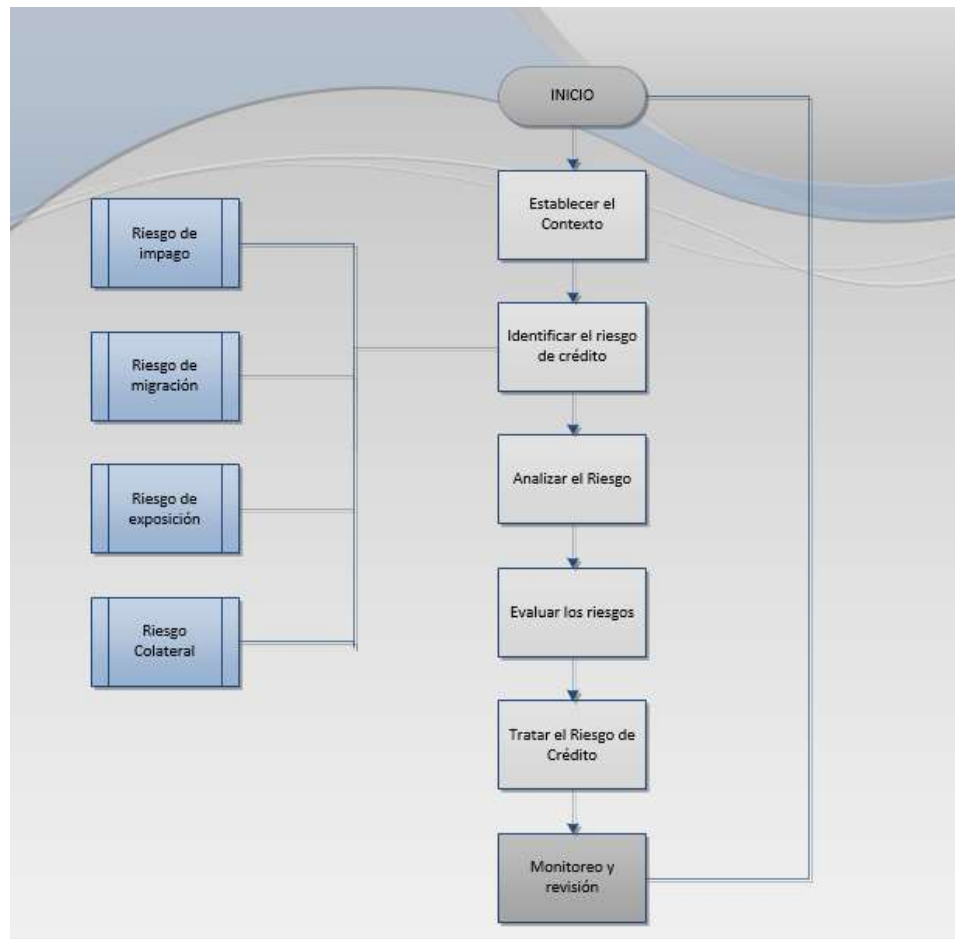 INICIO
Establecer el
Contexto
Identificar el riesgo
de crédito
Analizar el Riesgo
Evaluar los riesgos
Tratar el Riesgo de
Crédito
Monitoreo y
revisión
Riesgo de
impago
Riesgo de
migración
Riesgo de
exposición
Riesgo
Colateral